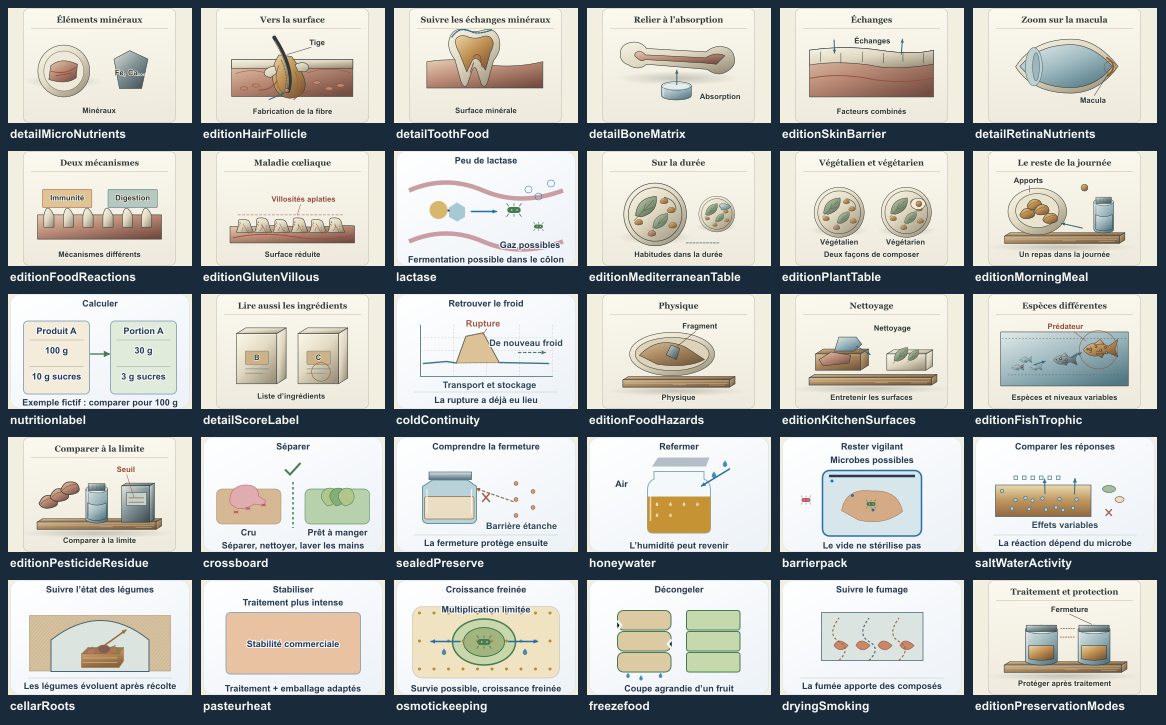 Éléments minéraux
Fe, Ca...
Minéraux
detailMicroNutrients
Vers la surface
Tige
Fabrication de la fibre
editionHairFollicle
Suivre les échanges minéraux
Surface minérale
detailToothFood
Relier à l'absorption
Absorption
detailBoneMatrix
Échanges
Échanges
Facteurs combinés
editionSkinBarrier
Zoom sur la macula
Macula
detailRetinaNutrients
Deux mécanismes
Immunité
Digestion
Mécanismes différents
editionFoodReactions
Maladie cœliaque
Villosités aplaties
Surface réduite
editionGlutenVillous
Peu de lactase
Gaz possibles
Fermentation possible dans le côlon
lactase
Sur la durée
Habitudes dans la durée
editionMediterraneanTable
Végétalien et végétarien
Végétalien
Végétarien
Deux façons de composer
editionPlantTable
Le reste de la journée
Apports
Un repas dans la journée
editionMorningMeal
Calculer
Produit A
Portion A
100 g
30 g
10 g sucres
3 g sucres
Exemple fictif : comparer pour 100 g
nutritionlabel
Lire aussi les ingrédients
B
C
Liste d'ingrédients
detailScoreLabel
Retrouver le froid
Rupture
De nouveau froid
Transport et stockage
La rupture a déjà eu lieu
coldContinuity
Physique
Fragment
Physique
editionFoodHazards
Nettoyage
Nettoyage
Entretenir les surfaces
editionKitchenSurfaces
Espèces différentes
Prédateur
Espèces et niveaux variables
editionFishTrophic
Comparer à la limite
Seuil
Comparer à la limite
editionPesticideResidue
Séparer
Cru
Prêt à manger
Séparer, nettoyer, laver les mains
crossboard
Comprendre la fermeture
Barrière étanche
La fermeture protège ensuite
sealedPreserve
Refermer
Air
L'humidité peut revenir
honeywater
Rester vigilant
Microbes possibles
Le vide ne stérilise pas
barrierpack
Comparer les réponses
Effets variables
La réaction dépend du microbe
saltWaterActivity
Suivre l'état des légumes
Les légumes évoluent après récolte
cellarRoots
Stabiliser
Traitement plus intense
Stabilité commerciale
Traitement + emballage adaptés
pasteurheat
Croissance freinée
Multiplication limitée
Survie possible, croissance freinée
osmotickeeping
Décongeler
Coupe agrandie d'un fruit
freezefood
Suivre le fumage
La fumée apporte des composés
dryingSmoking
Traitement et protection
Fermeture
Protéger après traitement
editionPreservationModes